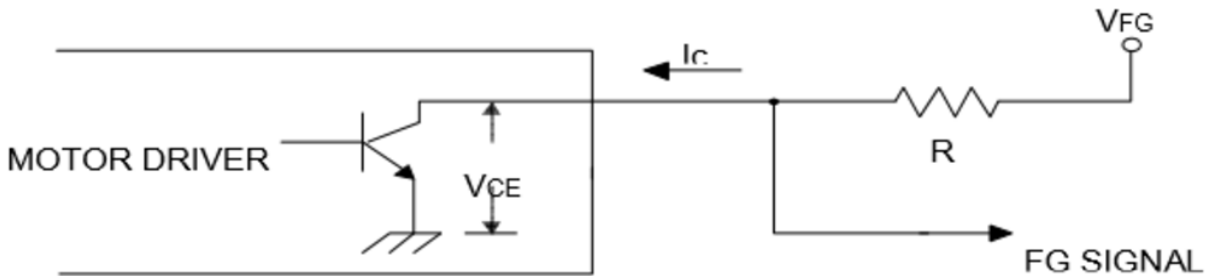 VFG
IC
R
MOTOR DRIVER
VCE
FG SIGNAL